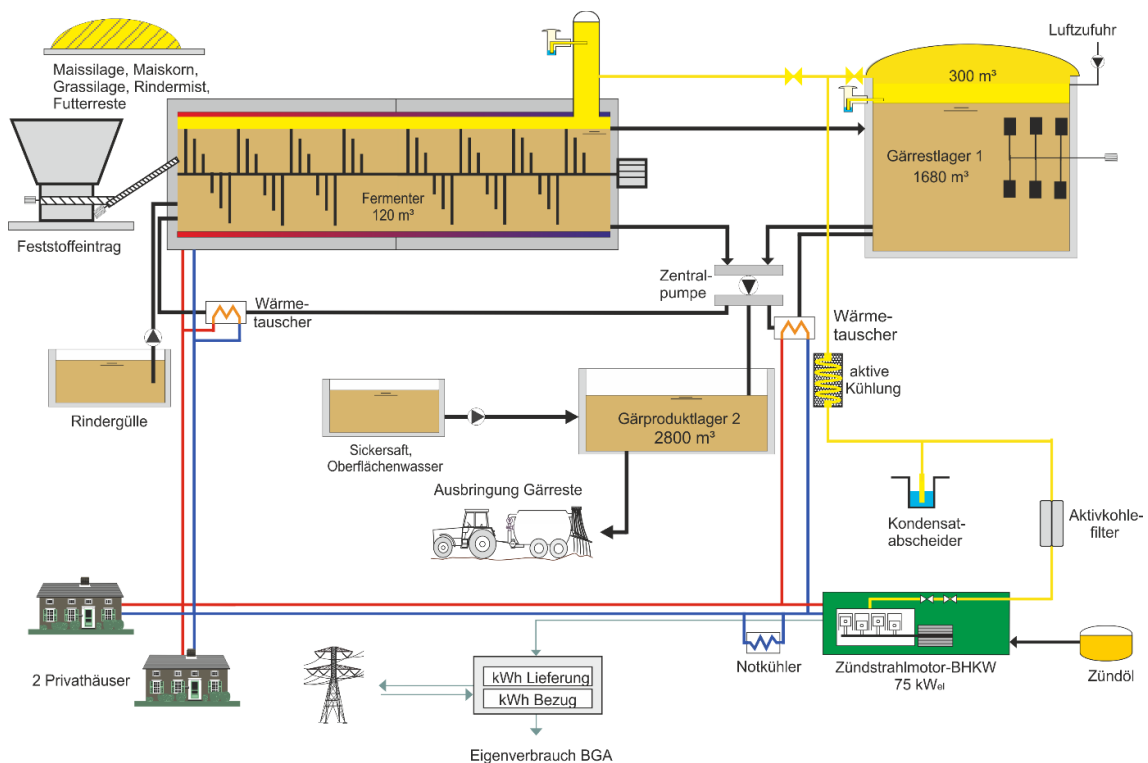 Maissilage, Maiskorn,
Grassilage, Rindermist,
Futterreste
Feststoffeintrag
Fermenter
120 m³
Luftzufuhr
300 m³
Gärrestlager 1
1680 m³
Zentral-
pumpe
Wärme-
tauscher
Wärme-
tauscher
aktive
Kühlung
Rindergülle
Sickersaft,
Oberflächenwasser
Gärproduktlager 2
2800 m³
Ausbringung Gärreste
Kondensat-
abscheider
Aktivkohle-
filter
2 Privathäuser
kWh Lieferung
kWh Bezug
Eigenverbrauch BGA
Notkühler
Zündstrahlmotor-BHKW
75 kWel
Zündöl